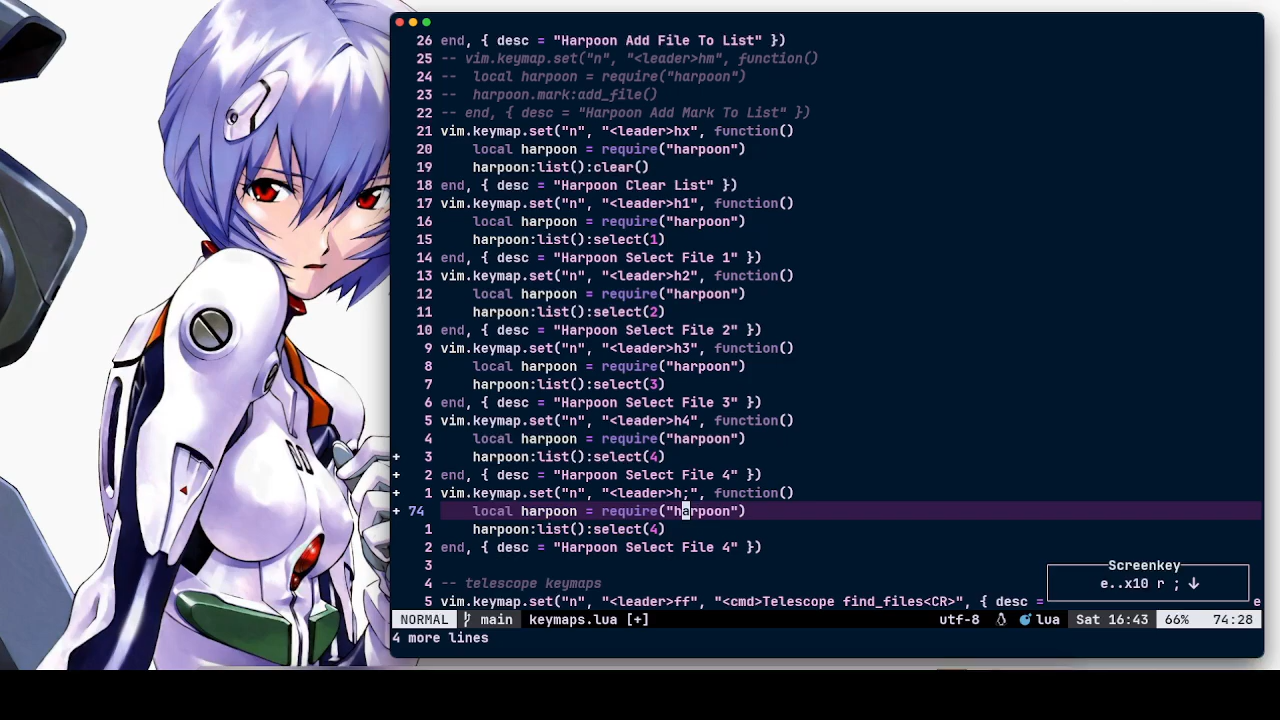 26 end, { desc = "Harpoon Add File To List" })
25 -- vim.keymap.set("n", "<leader>hm", function()
24 --  local harpoon = require("harpoon")
23 --  harpoon.mark:add_file()
22 -- end, { desc = "Harpoon Add Mark To List" })
21 vim.keymap.set("n", "<leader>hx", function()
20     local harpoon = require("harpoon")
19     harpoon:list():clear()
18 end, { desc = "Harpoon Clear List" })
17 vim.keymap.set("n", "<leader>h1", function()
16     local harpoon = require("harpoon")
15     harpoon:list():select(1)
14 end, { desc = "Harpoon Select File 1" })
13 vim.keymap.set("n", "<leader>h2", function()
12     local harpoon = require("harpoon")
11     harpoon:list():select(2)
10 end, { desc = "Harpoon Select File 2" })
9 vim.keymap.set("n", "<leader>h3", function()
8     local harpoon = require("harpoon")
7     harpoon:list():select(3)
6 end, { desc = "Harpoon Select File 3" })
5 vim.keymap.set("n", "<leader>h4", function()
4     local harpoon = require("harpoon")
+ 3     harpoon:list():select(4)
+ 2 end, { desc = "Harpoon Select File 4" })
+ 1 vim.keymap.set("n", "<leader>h;", function()
+ 74     local harpoon = require("harpoon")
1     harpoon:list():select(4)
2 end, { desc = "Harpoon Select File 4" })
3
4 -- telescope keymaps
5 vim.keymap.set("n", "<leader>ff", "<cmd>Telescope find_files<CR>", { desc = e
Screenkey
e..x10 r ; ↓
NORMAL main keymaps.lua [+] utf-8 lua Sat 16:43 66% 74:28
4 more lines
00